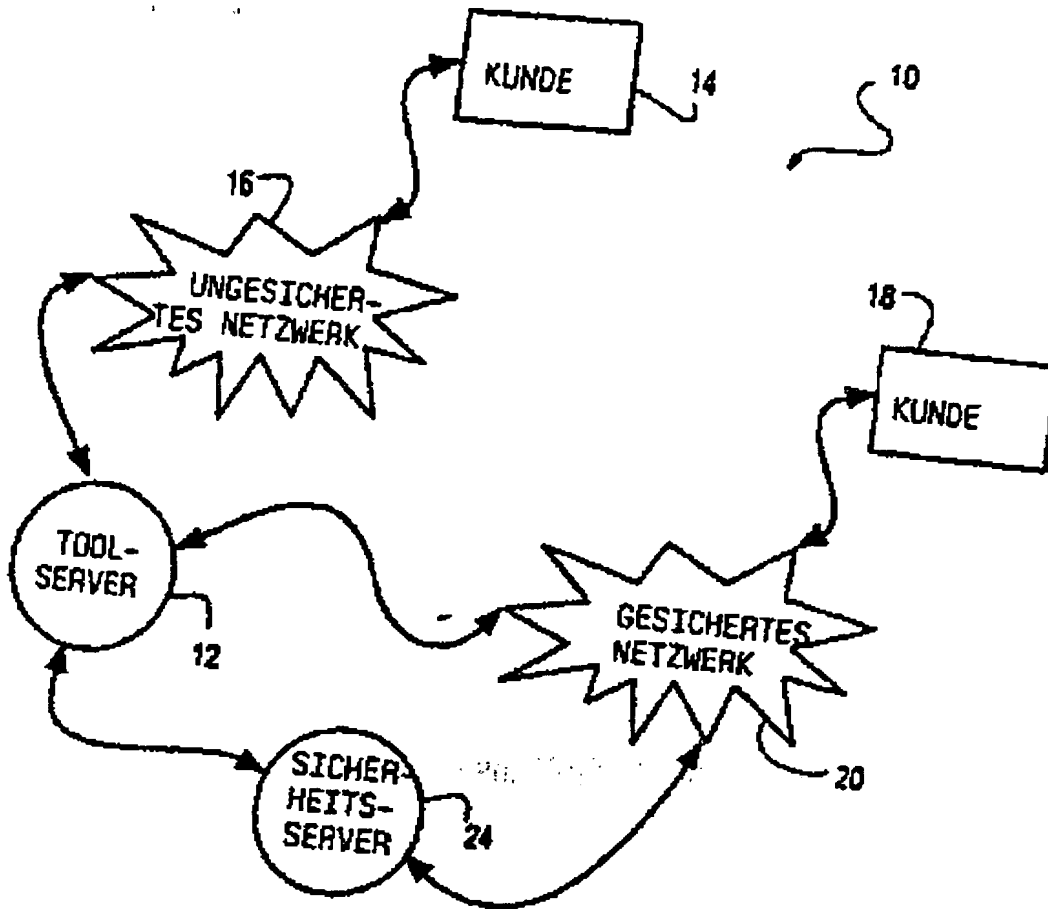 KUNDE
14
10
16
UNGESICHER-
TES NETZWERK
18
KUNDE
TOOL-
SERVER
12
GESICHERTES
NETZWERK
20
SICHER-
HEITS-
SERVER
24